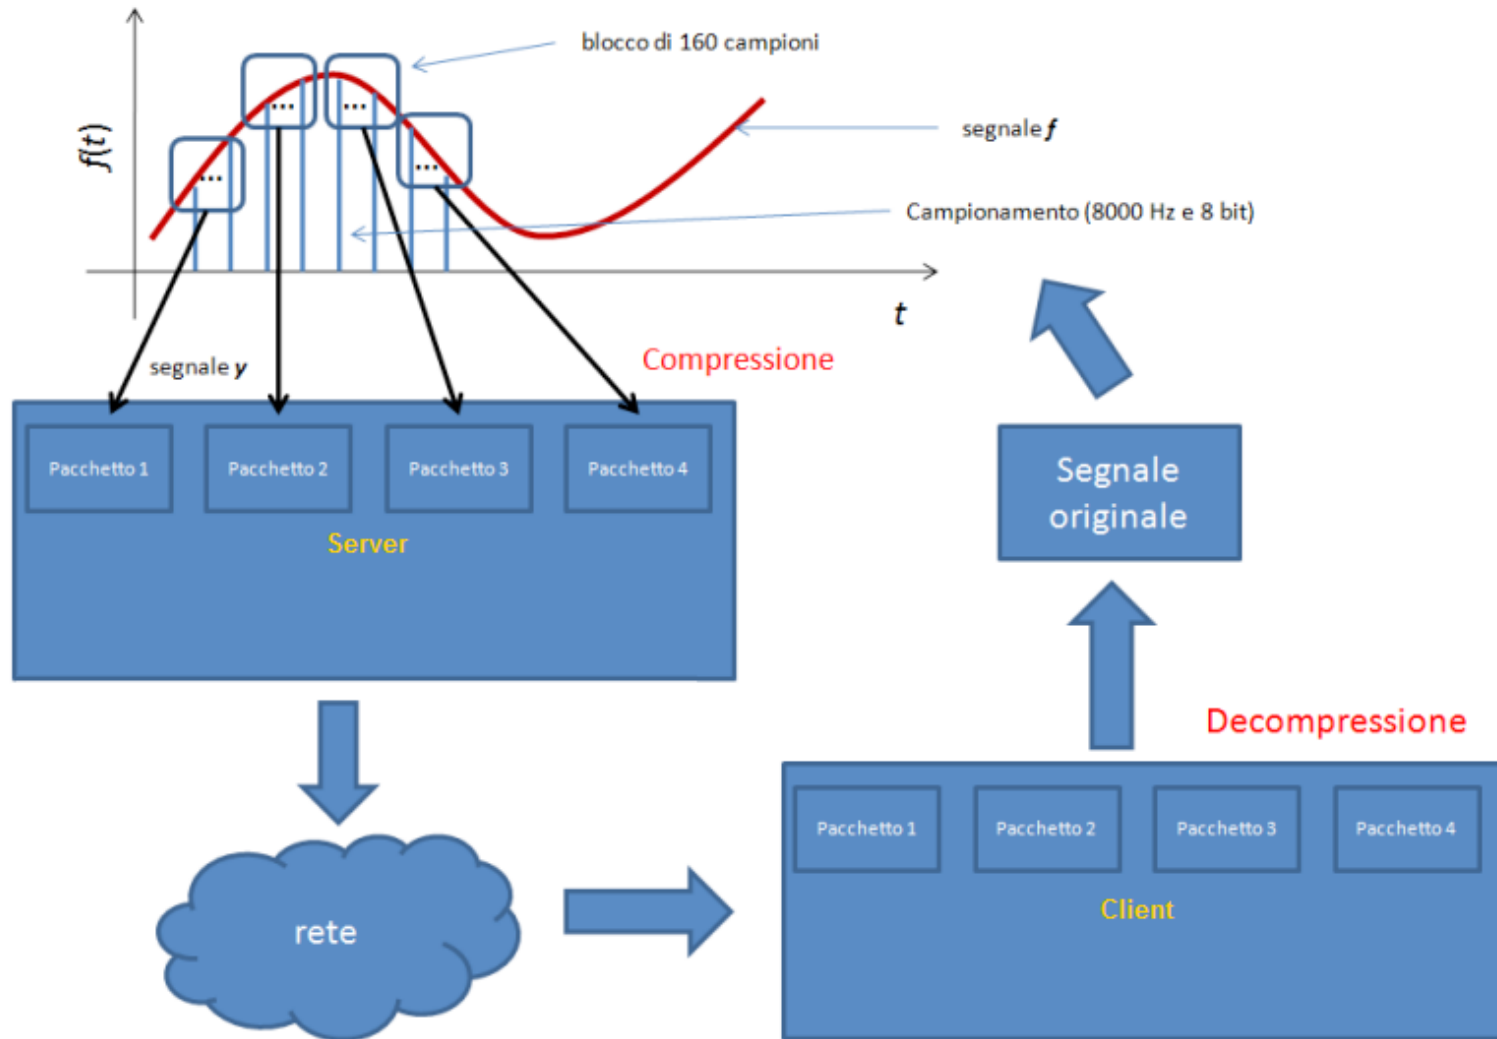 blocco di 160 campioni
f(t)
...
...
...
...
segnale f
Campionamento (8000 Hz e 8 bit)
t
segnale y
Compressione
Pacchetto 1
Pacchetto 2
Pacchetto 3
Pacchetto 4
Server
Segnale
originale
Decompressione
rete
Pacchetto 1
Pacchetto 2
Pacchetto 3
Pacchetto 4
Client